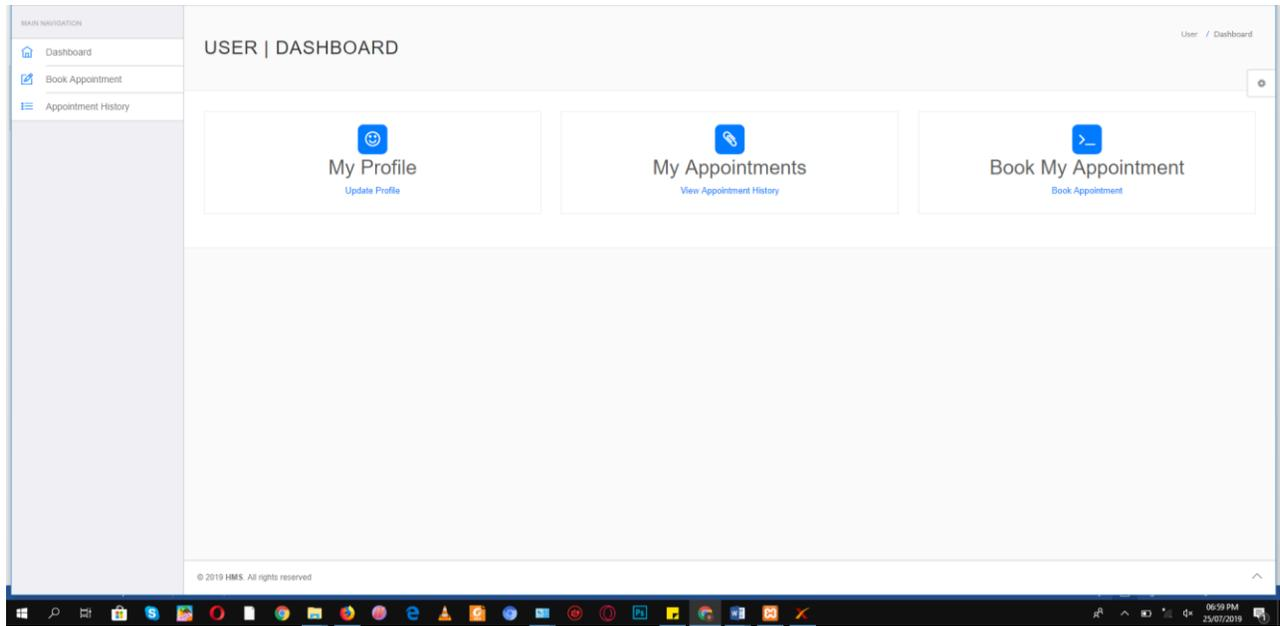 MAIN NAVIGATION
Dashboard
Book Appointment
Appointment History
USER | DASHBOARD
User / Dashboard
My Profile
Update Profile
My Appointments
View Appointment History
Book My Appointment
Book Appointment
© 2019 HMS. All rights reserved
06:59 PM
25/07/2019